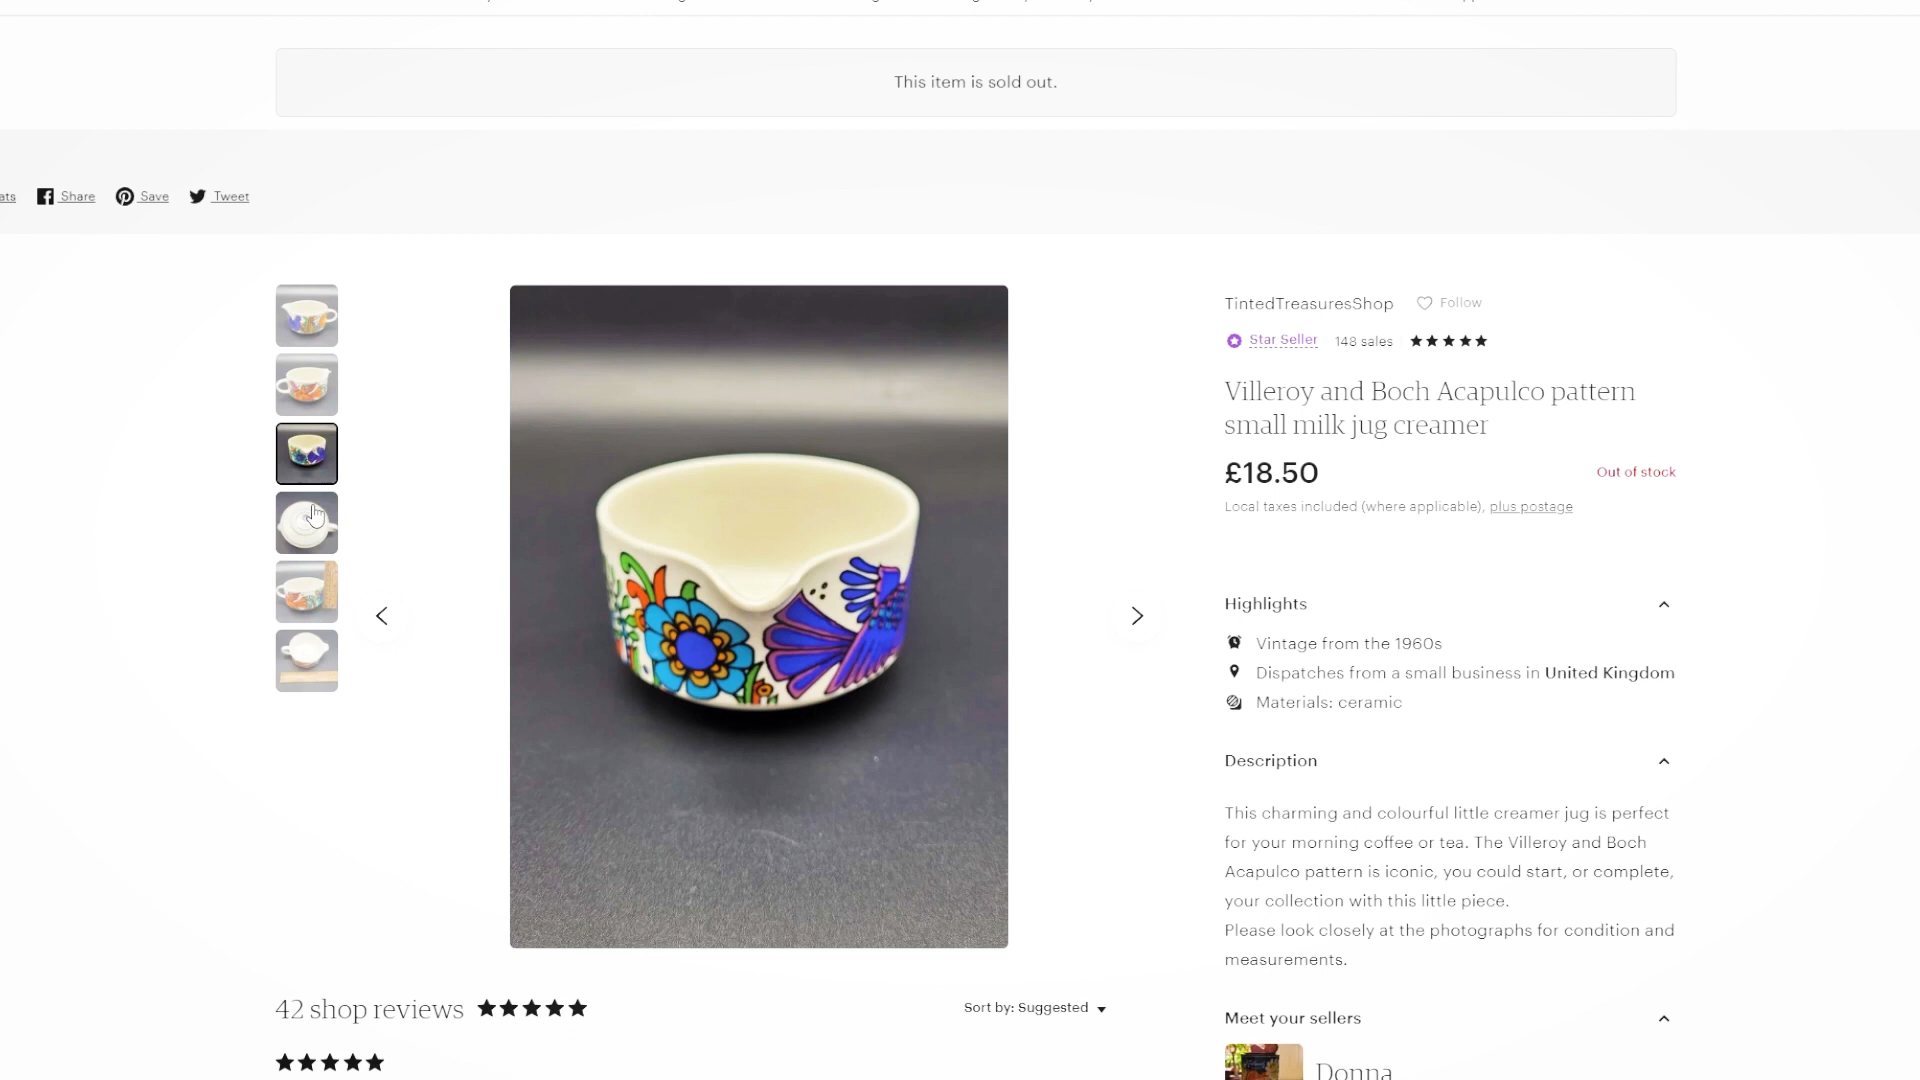 This item is sold out.
ats Share Save Tweet
TintedTreasuresShop Follow
Star Seller 148 sales
Villeroy and Boch Acapulco pattern
small milk jug creamer
£18.50 Out of stock
Local taxes included (where applicable), plus postage
Highlights
Vintage from the 1960s
Dispatches from a small business in United Kingdom
Materials: ceramic
Description
This charming and colourful little creamer jug is perfect
for your morning coffee or tea. The Villeroy and Boch
Acapulco pattern is iconic, you could start, or complete,
your collection with this little piece.
Please look closely at the photographs for condition and
measurements.
42 shop reviews
Sort by: Suggested
Meet your sellers
Donna